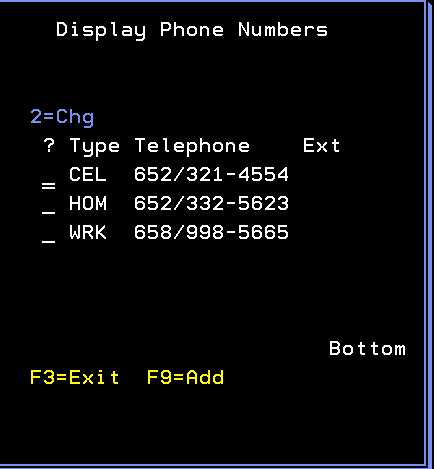 Display Phone Numbers
2=Chg
? Type Telephone Ext
_ CEL 652/321-4554
_ HOM 652/332-5623
_ WRK 658/998-5665
Bottom
F3=Exit F9=Add